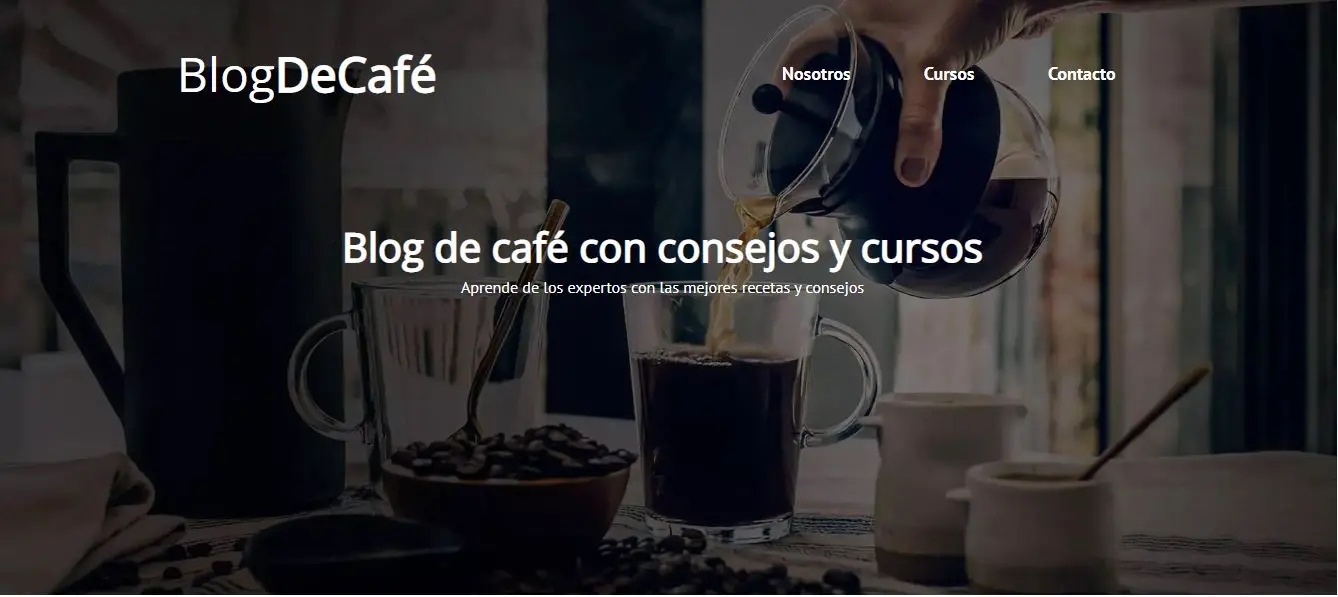 BlogDeCafé
Nosotros Cursos Contacto
Blog de café con consejos y cursos
Aprende de los expertos con las mejores recetas y consejos